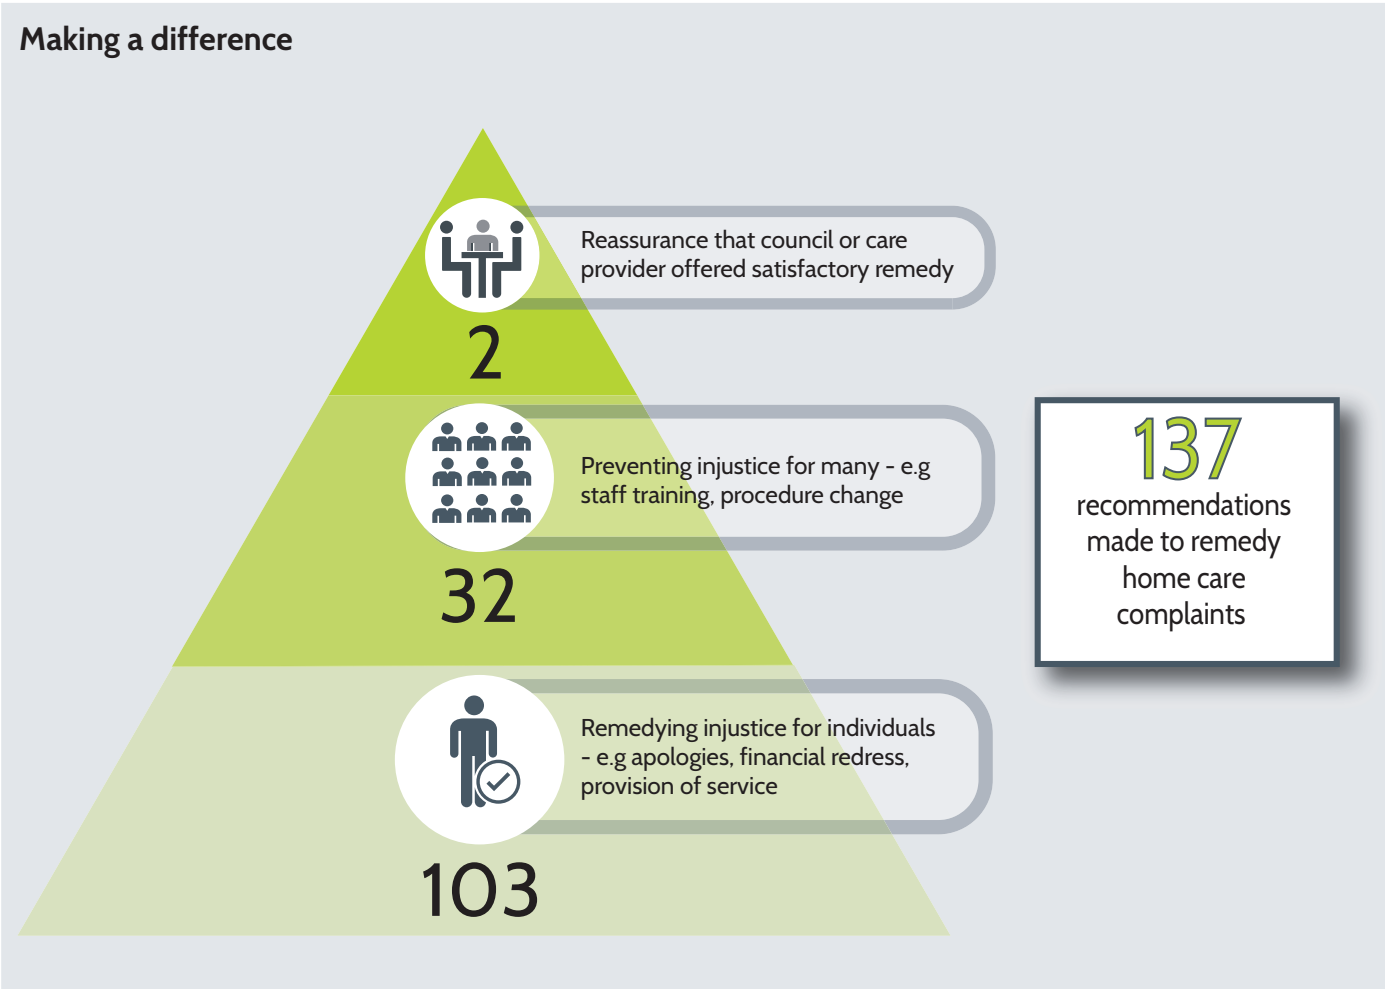 Making a difference
Reassurance that council or care
provider offered satisfactory remedy
2
Preventing injustice for many - e.g
staff training, procedure change
32
Remedying injustice for individuals
- e.g apologies, financial redress,
provision of service
103
137
recommendations
made to remedy
home care
complaints